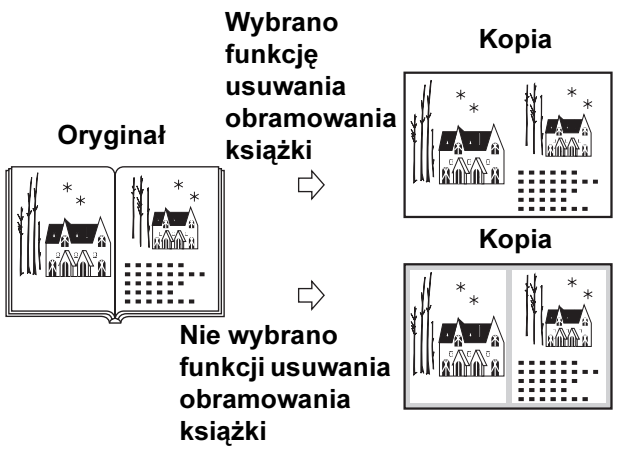 Wybrano
funkcję
usuwania
obramowania
książki
Kopia
Oryginał
Kopia
Nie wybrano
funkcji usuwania
obramowania
książki